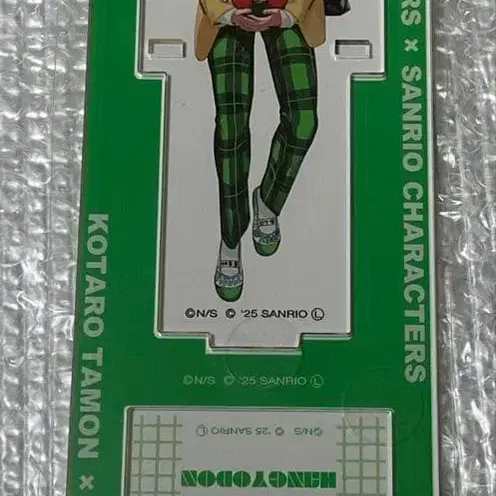 RS × SANRIO CHARACTERS
KOTARO TAMON ×
©N/S © '25 SANRIO Ⓛ
©N/S © '25 SANRIO Ⓛ
©N/S © '25 SANRIO Ⓛ
HANGYODON